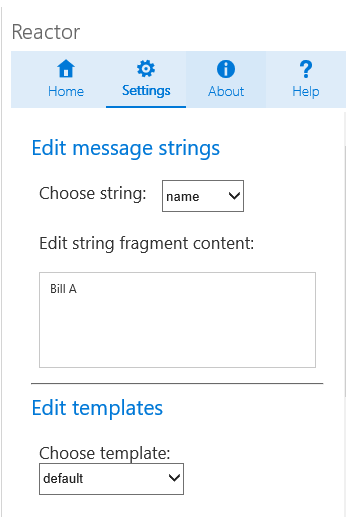 Reactor
Home Settings About Help
Edit message strings
Choose string: name
Edit string fragment content:
Bill A
Edit templates
Choose template:
default